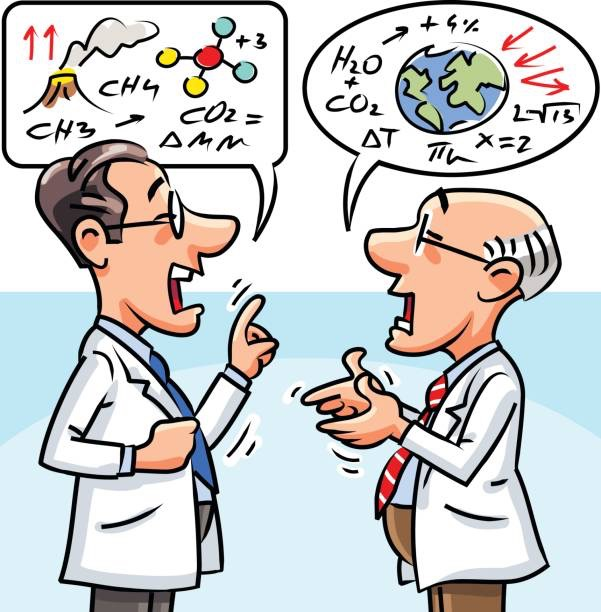 +3
CH4
CH3 → CO2 =
ΔMM
+4%
H2O →
+
CO2
2-√13
ΔT
x=2